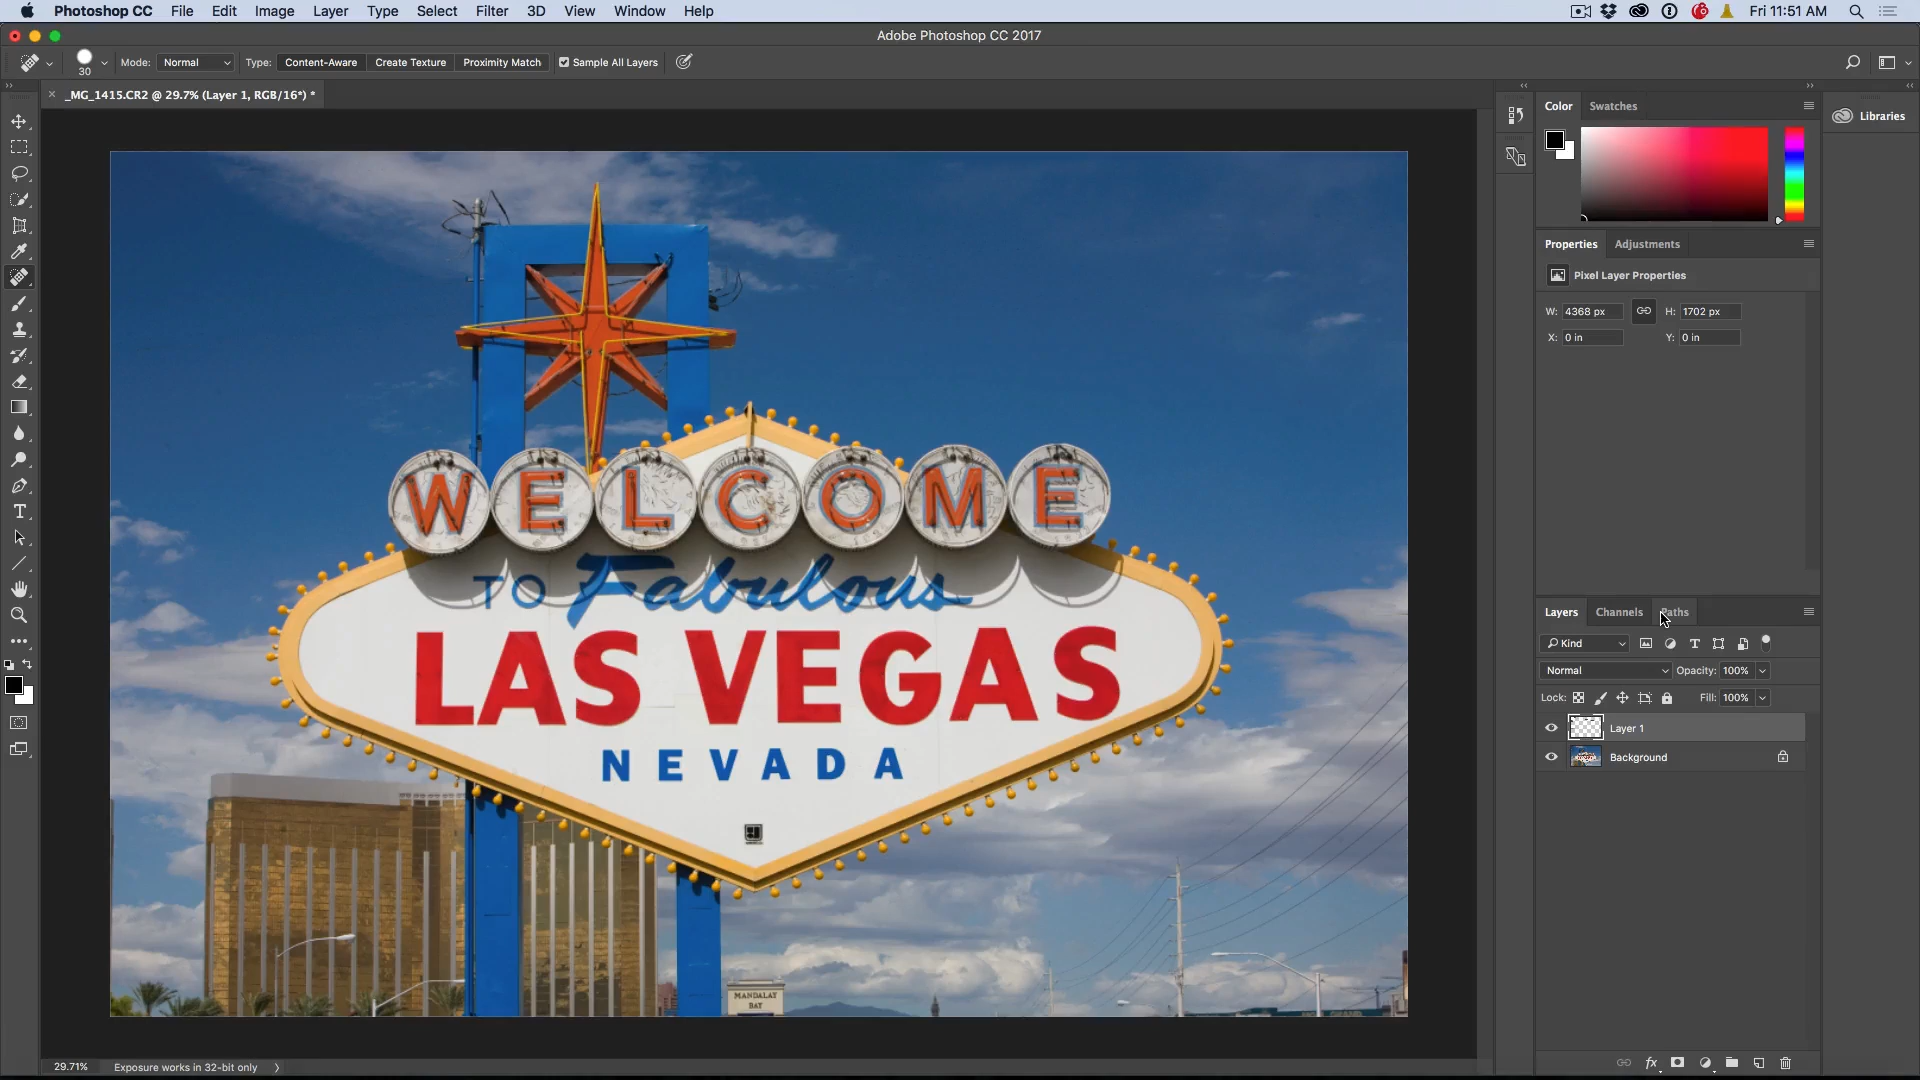 Photoshop CC File Edit Image Layer Type Select Filter 3D View Window Help Fri 11:51 AM
Adobe Photoshop CC 2017
30 Mode: Normal Type: Content-Aware Create Texture Proximity Match Sample All Layers
_MG_1415.CR2 @ 29.7% (Layer 1, RGB/16*) *
Color Swatches
Libraries
Properties Adjustments
Pixel Layer Properties
W: 4368 px H: 1702 px
X: 0 in Y: 0 in
WELCOME
TO Fabulous
LAS VEGAS
NEVADA
MANDALAY
BAY
Layers Channels Paths
Kind
Normal Opacity: 100%
Lock: Fill: 100%
Layer 1
Background
29.71% Exposure works in 32-bit only